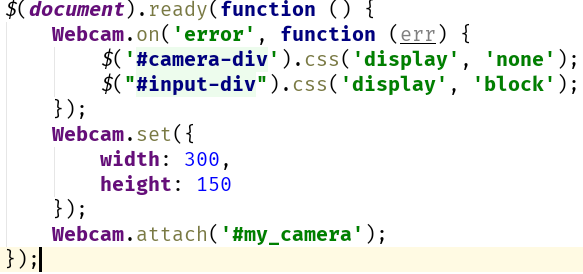 $(document).ready(function () {
    Webcam.on('error', function (err) {
        $('#camera-div').css('display', 'none');
        $("#input-div").css('display', 'block');
    });
    Webcam.set({
        width: 300,
        height: 150
    });
    Webcam.attach('#my_camera');
});